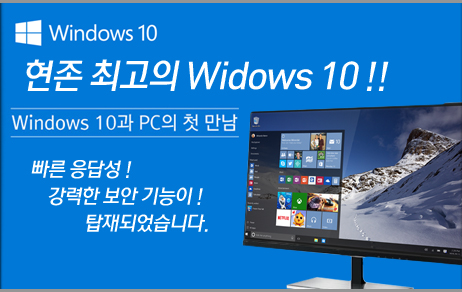 Windows 10
현존 최고의 Widows 10 !!
Windows 10과 PC의 첫 만남
빠른 응답성 !
강력한 보안 기능이 !
탑재되었습니다.